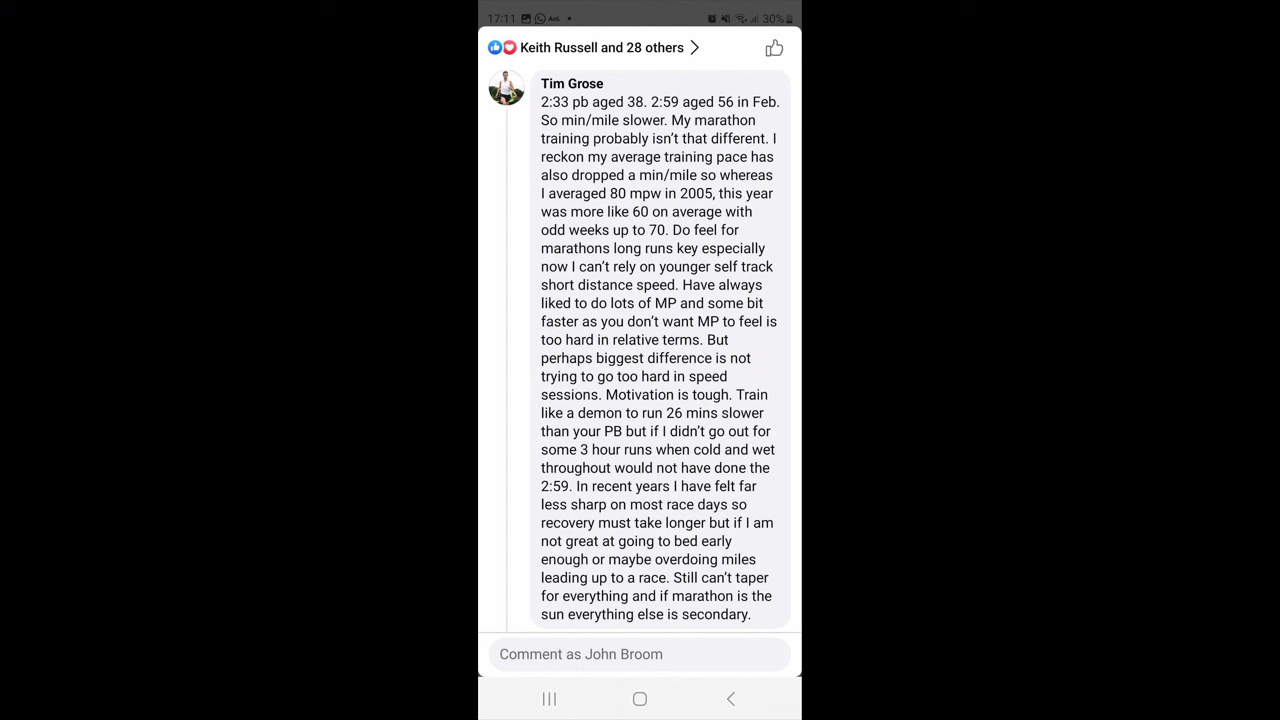 17:11 AoL 30%
Keith Russell and 28 others
Tim Grose
2:33 pb aged 38. 2:59 aged 56 in Feb.
So min/mile slower. My marathon
training probably isn't that different. I
reckon my average training pace has
also dropped a min/mile so whereas
I averaged 80 mpw in 2005, this year
was more like 60 on average with
odd weeks up to 70. Do feel for
marathons long runs key especially
now I can't rely on younger self track
short distance speed. Have always
liked to do lots of MP and some bit
faster as you don't want MP to feel is
too hard in relative terms. But
perhaps biggest difference is not
trying to go too hard in speed
sessions. Motivation is tough. Train
like a demon to run 26 mins slower
than your PB but if I didn't go out for
some 3 hour runs when cold and wet
throughout would not have done the
2:59. In recent years I have felt far
less sharp on most race days so
recovery must take longer but if I am
not great at going to bed early
enough or maybe overdoing miles
leading up to a race. Still can't taper
for everything and if marathon is the
sun everything else is secondary.
Comment as John Broom